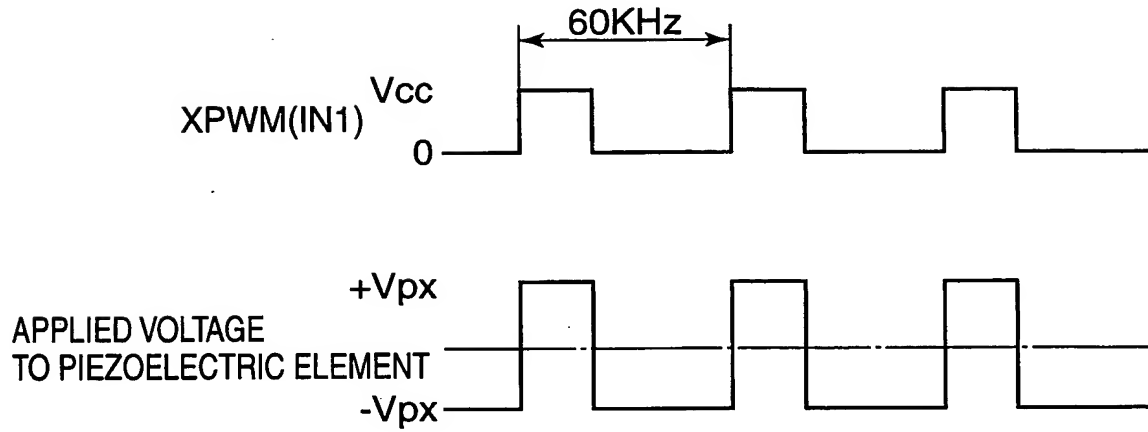 60KHz
Vcc
XPWM(IN1)
0
+Vpx
APPLIED VOLTAGE
TO PIEZOELECTRIC ELEMENT
-Vpx